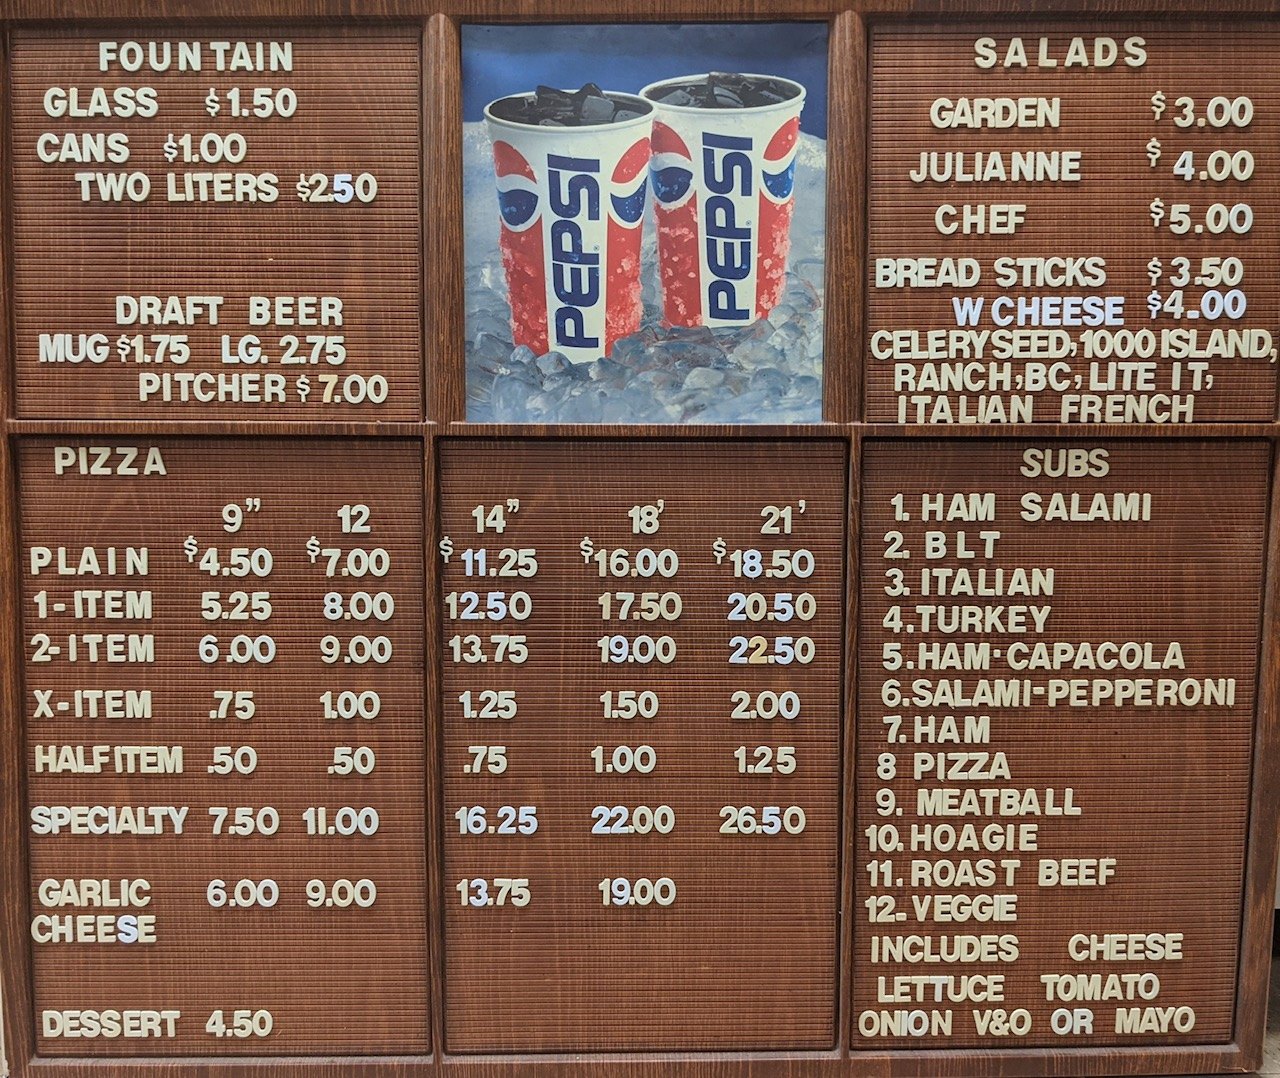 FOUNTAIN
GLASS $1.50
CANS $1.00
TWO LITERS $2.50
DRAFT BEER
MUG $1.75 LG. 2.75
PITCHER $7.00
PEPSI
PEPSI
SALADS
GARDEN $3.00
JULIANNE $4.00
CHEF $5.00
BREAD STICKS $3.50
W CHEESE $4.00
CELERY SEED, 1000 ISLAND,
RANCH, BC, LITE IT,
ITALIAN FRENCH
PIZZA
9" 12 14" 18' 21'
PLAIN $4.50 $7.00 $11.25 $16.00 $18.50
1-ITEM 5.25 8.00 12.50 17.50 20.50
2-ITEM 6.00 9.00 13.75 19.00 22.50
X-ITEM .75 1.00 1.25 1.50 2.00
HALF ITEM .50 .50 .75 1.00 1.25
SPECIALTY 7.50 11.00 16.25 22.00 26.50
GARLIC 6.00 9.00 13.75 19.00
CHEESE
DESSERT 4.50
SUBS
1. HAM SALAMI
2. BLT
3. ITALIAN
4. TURKEY
5. HAM-CAPACOLA
6. SALAMI-PEPPERONI
7. HAM
8 PIZZA
9. MEATBALL
10. HOAGIE
11. ROAST BEEF
12. VEGGIE
INCLUDES CHEESE
LETTUCE TOMATO
ONION V&O OR MAYO